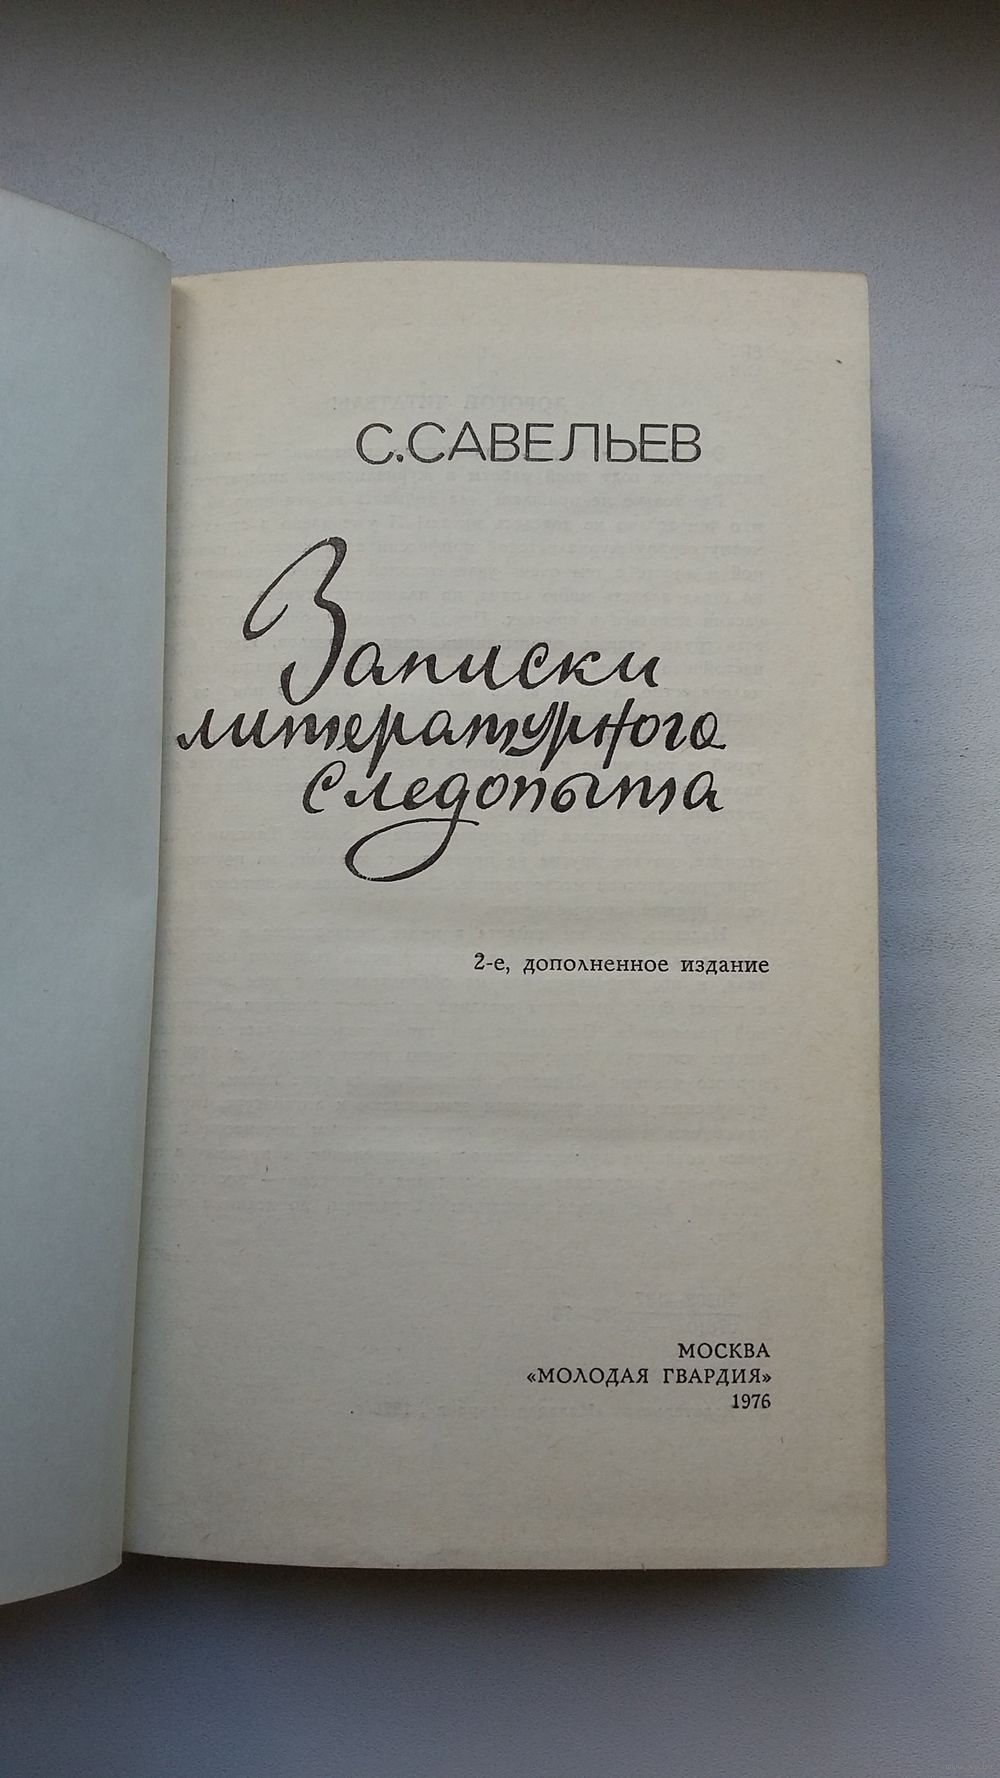 С. САВЕЛЬЕВ
Записки
литературного
следопыта
2-е, дополненное издание
МОСКВА
«МОЛОДАЯ ГВАРДИЯ»
1976